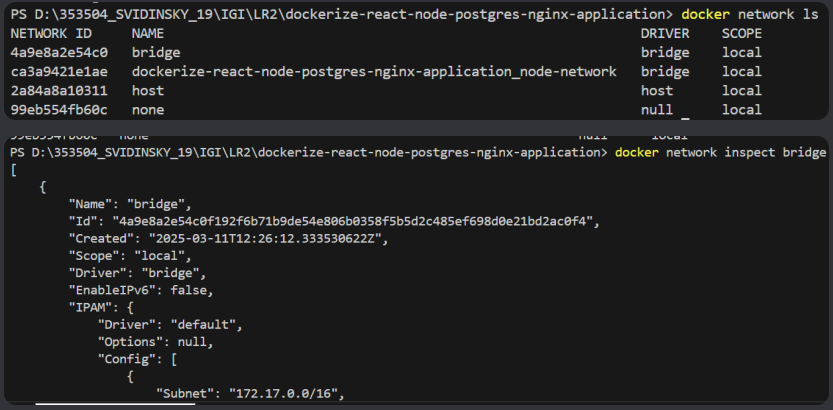 PS D:\353504_SVIDINSKY_19\IGI\LR2\dockerize-react-node-postgres-nginx-application> docker network ls
NETWORK ID     NAME                                                          DRIVER    SCOPE
4a9e8a2e54c0   bridge                                                        bridge    local
ca3a9421e1ae   dockerize-react-node-postgres-nginx-application_node-network   bridge    local
2a84a8a10311   host                                                          host      local
99eb554fb60c   none                                                          null      local
99eb554fb60c   none                                                          null      local
PS D:\353504_SVIDINSKY_19\IGI\LR2\dockerize-react-node-postgres-nginx-application> docker network inspect bridge
[
    {
        "Name": "bridge",
        "Id": "4a9e8a2e54c0f192f6b71b9de54e806b0358f5b5d2c485ef698d0e21bd2ac0f4",
        "Created": "2025-03-11T12:26:12.333530622Z",
        "Scope": "local",
        "Driver": "bridge",
        "EnableIPv6": false,
        "IPAM": {
            "Driver": "default",
            "Options": null,
            "Config": [
                {
                    "Subnet": "172.17.0.0/16",